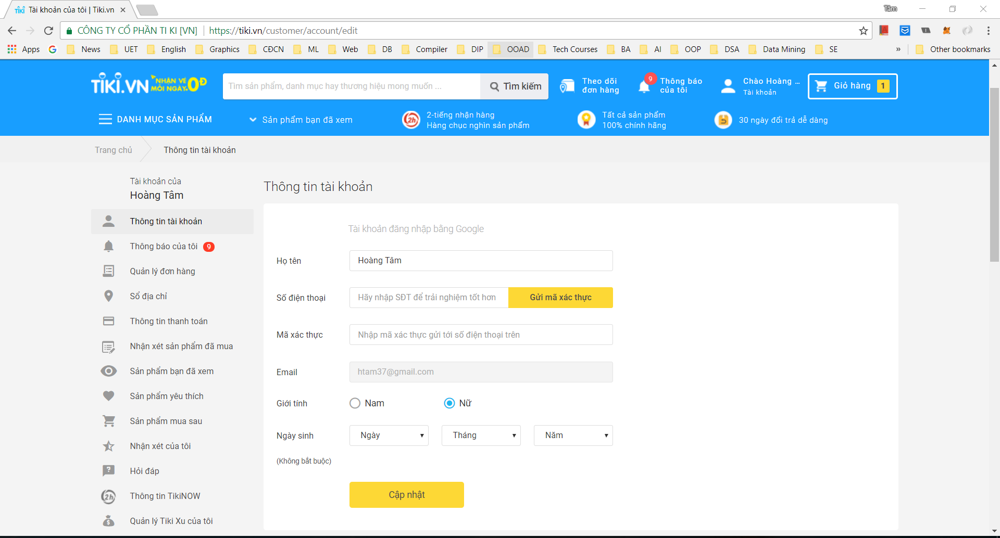 TIKI Tài khoản của tôi | Tiki.vn
Tâm
CÔNG TY CỔ PHẦN TI KI [VN] https://tiki.vn/customer/account/edit
Apps News UET English Graphics CĐCN ML Web DB Compiler DIP OOAD Tech Courses BA AI OOP DSA Data Mining SE » Other bookmarks
TIKI.VN NHẬN VÉ MỖI NGÀY 0Đ
Tìm sản phẩm, danh mục hay thương hiệu mong muốn ...
Tìm kiếm
Theo dõi
đơn hàng
9
Thông báo
của tôi
Chào Hoàng ...
Tài khoản
Giỏ hàng 1
DANH MỤC SẢN PHẨM
Sản phẩm bạn đã xem
2h
2-tiếng nhận hàng
Hàng chục nghìn sản phẩm
Tất cả sản phẩm
100% chính hãng
30 ngày đổi trả dễ dàng
Trang chủ
Thông tin tài khoản
Tài khoản của
Hoàng Tâm
Thông tin tài khoản
Thông báo của tôi 9
Quản lý đơn hàng
Sổ địa chỉ
Thông tin thanh toán
Nhận xét sản phẩm đã mua
Sản phẩm bạn đã xem
Sản phẩm yêu thích
Sản phẩm mua sau
Nhận xét của tôi
Hỏi đáp
2h Thông tin TikiNOW
Quản lý Tiki Xu của tôi
Thông tin tài khoản
Tài khoản đăng nhập bằng Google
Họ tên Hoàng Tâm
Số điện thoại Hãy nhập SĐT để trải nghiệm tốt hơn Gửi mã xác thực
Mã xác thực Nhập mã xác thực gửi tới số điện thoại trên
Email htam37@gmail.com
Giới tính Nam Nữ
Ngày sinh Ngày Tháng Năm
(Không bắt buộc)
Cập nhật